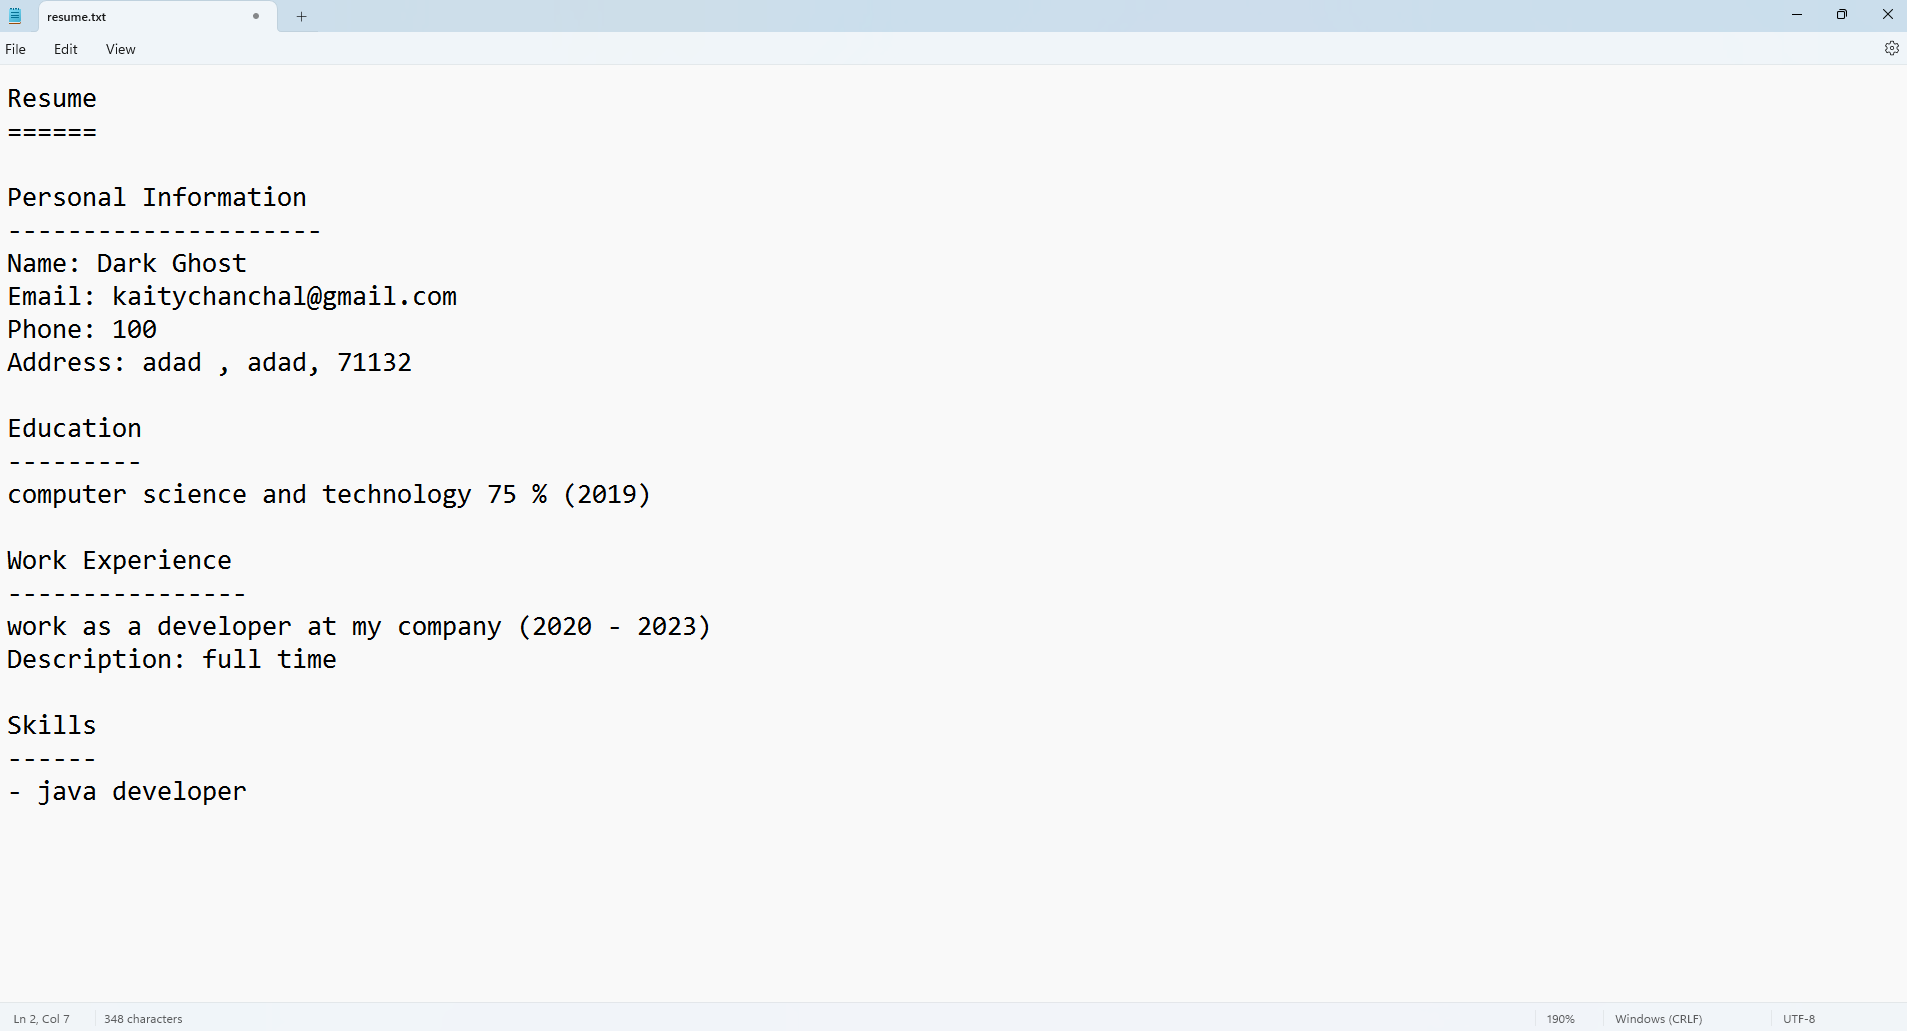 resume.txt
File Edit View
Resume
======
Personal Information
---------------------
Name: Dark Ghost
Email: kaitychanchal@gmail.com
Phone: 100
Address: adad , adad, 71132
Education
---------
computer science and technology 75 % (2019)
Work Experience
----------------
work as a developer at my company (2020 - 2023)
Description: full time
Skills
------
- java developer
Ln 2, Col 7 348 characters 190% Windows (CRLF) UTF-8